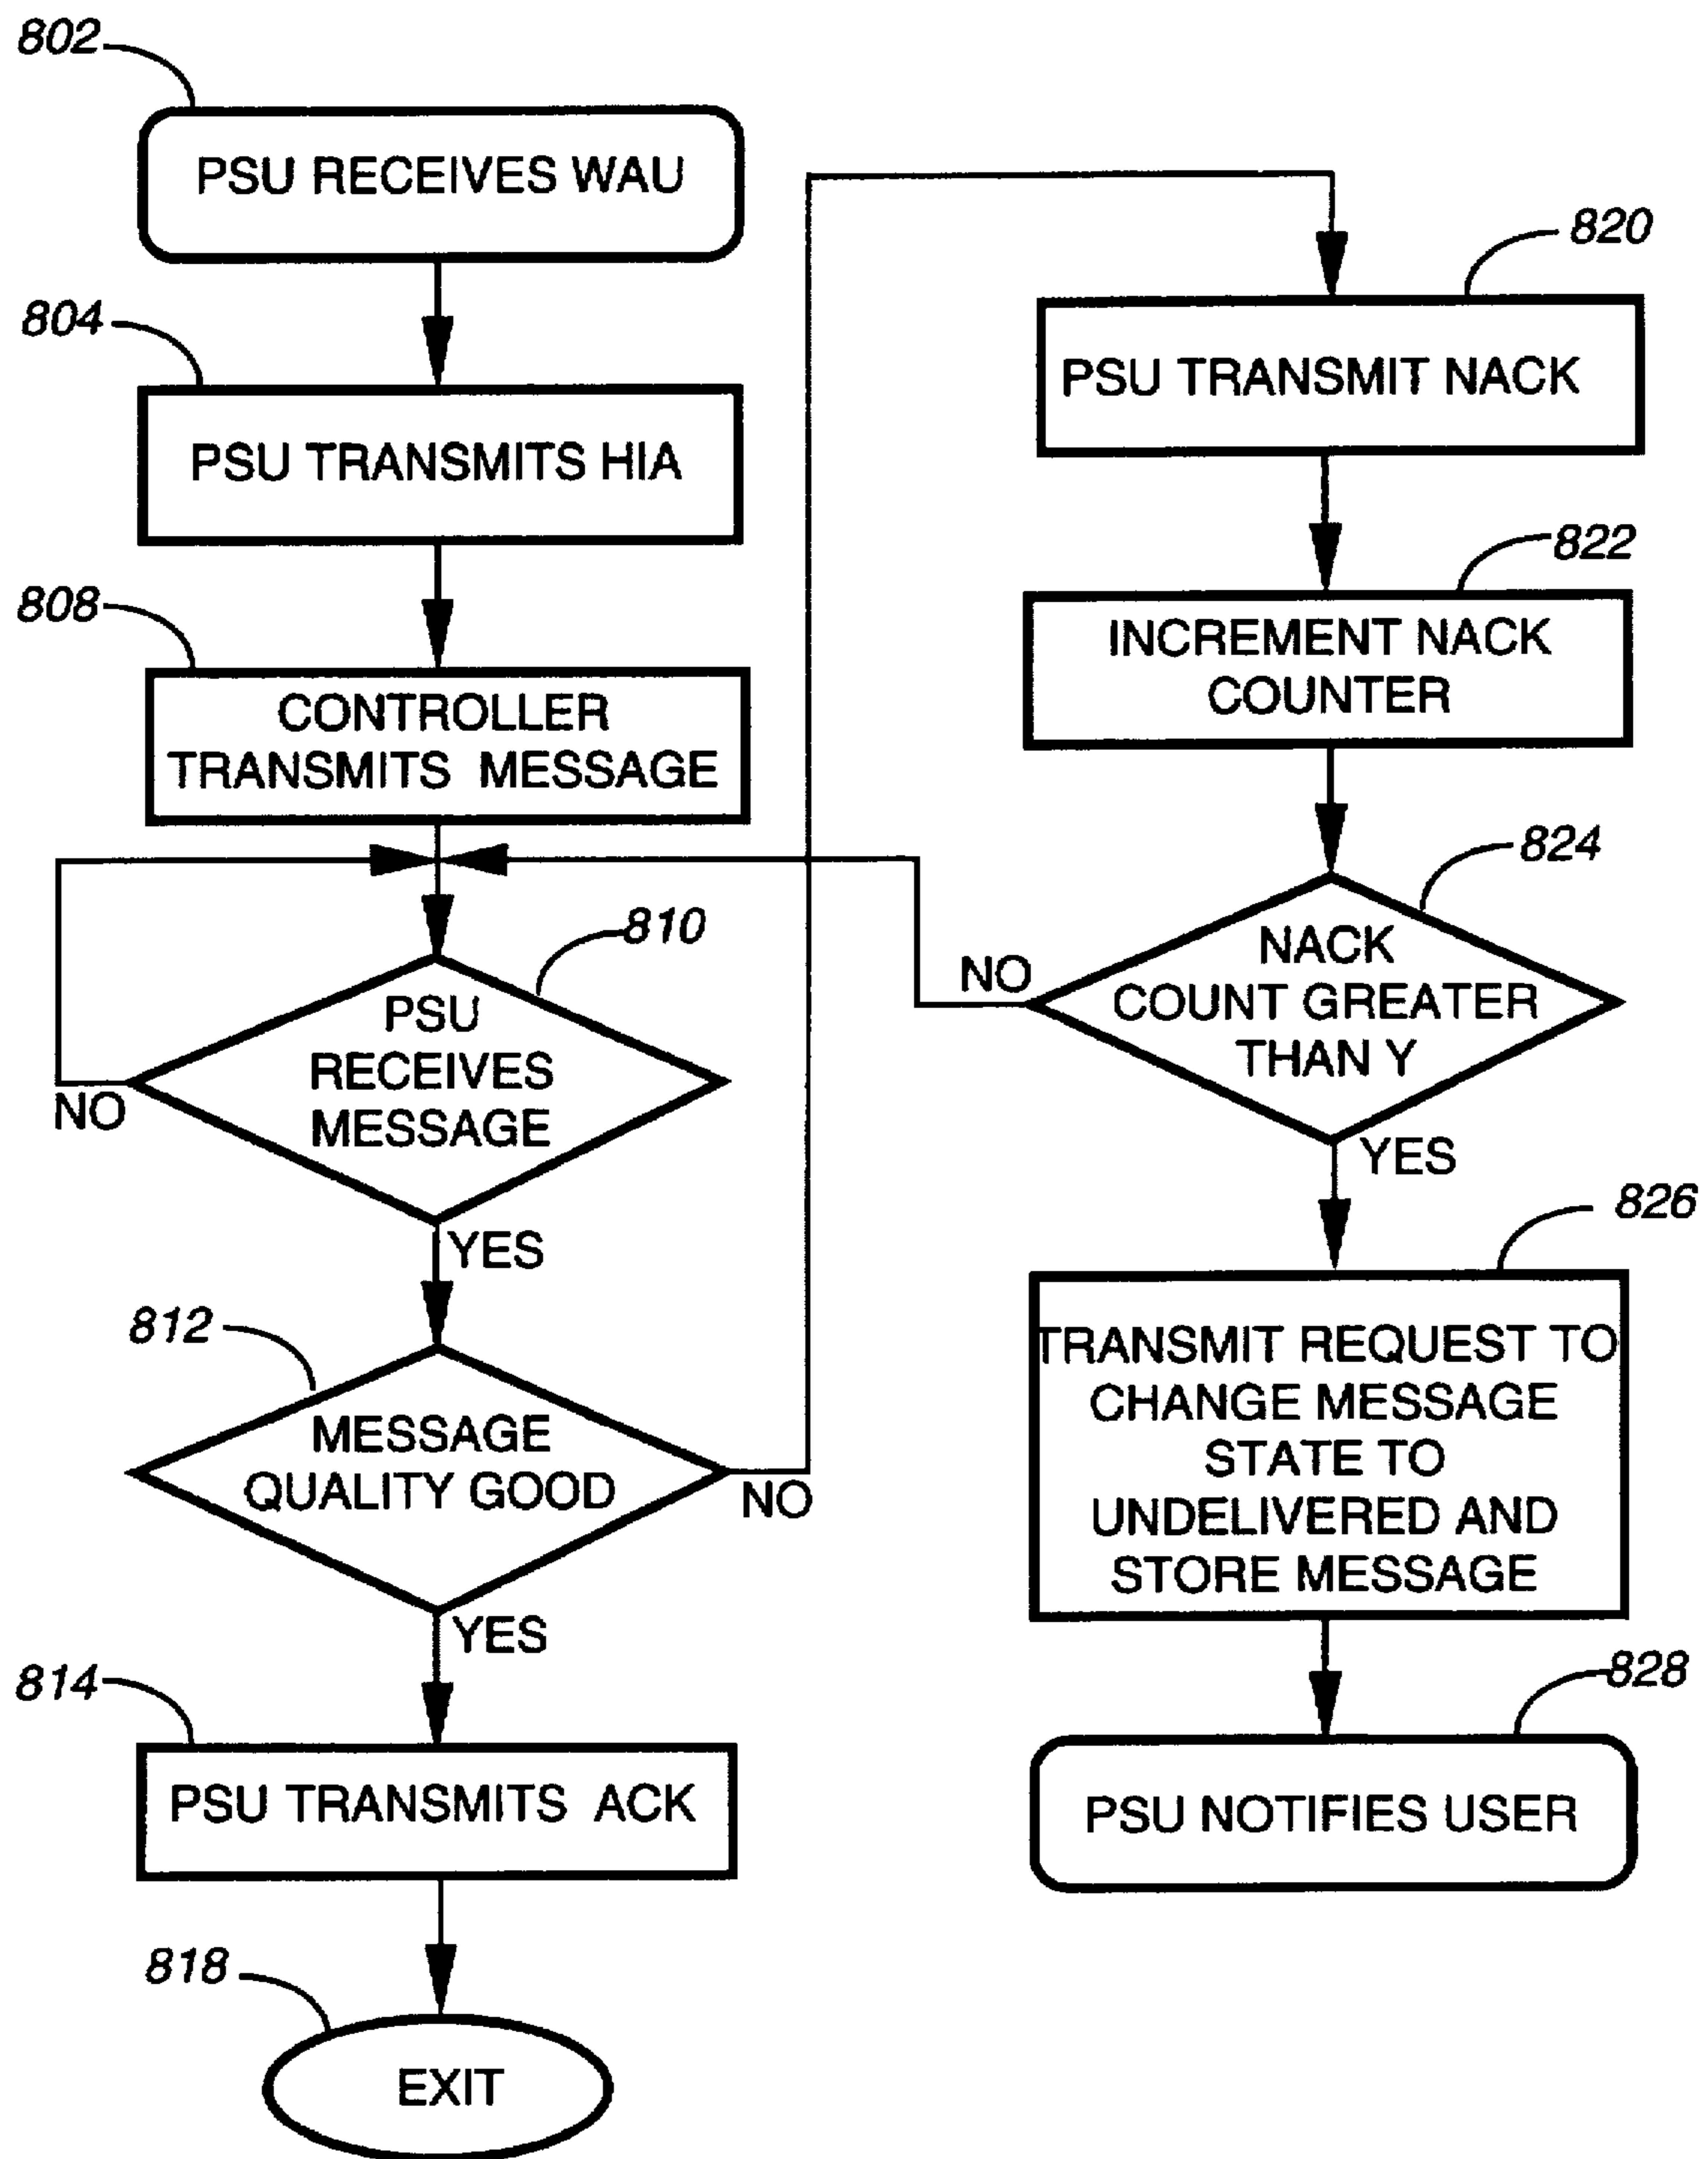 802
PSU RECEIVES WAU
804
PSU TRANSMITS HIA
808
CONTROLLER
TRANSMITS MESSAGE
810
PSU
RECEIVES
MESSAGE
NO
YES
812
MESSAGE
QUALITY GOOD
NO
YES
814
PSU TRANSMITS ACK
818
EXIT
820
PSU TRANSMIT NACK
822
INCREMENT NACK
COUNTER
824
NACK
COUNT GREATER
THAN Y
NO
YES
826
TRANSMIT REQUEST TO
CHANGE MESSAGE
STATE TO
UNDELIVERED AND
STORE MESSAGE
828
PSU NOTIFIES USER